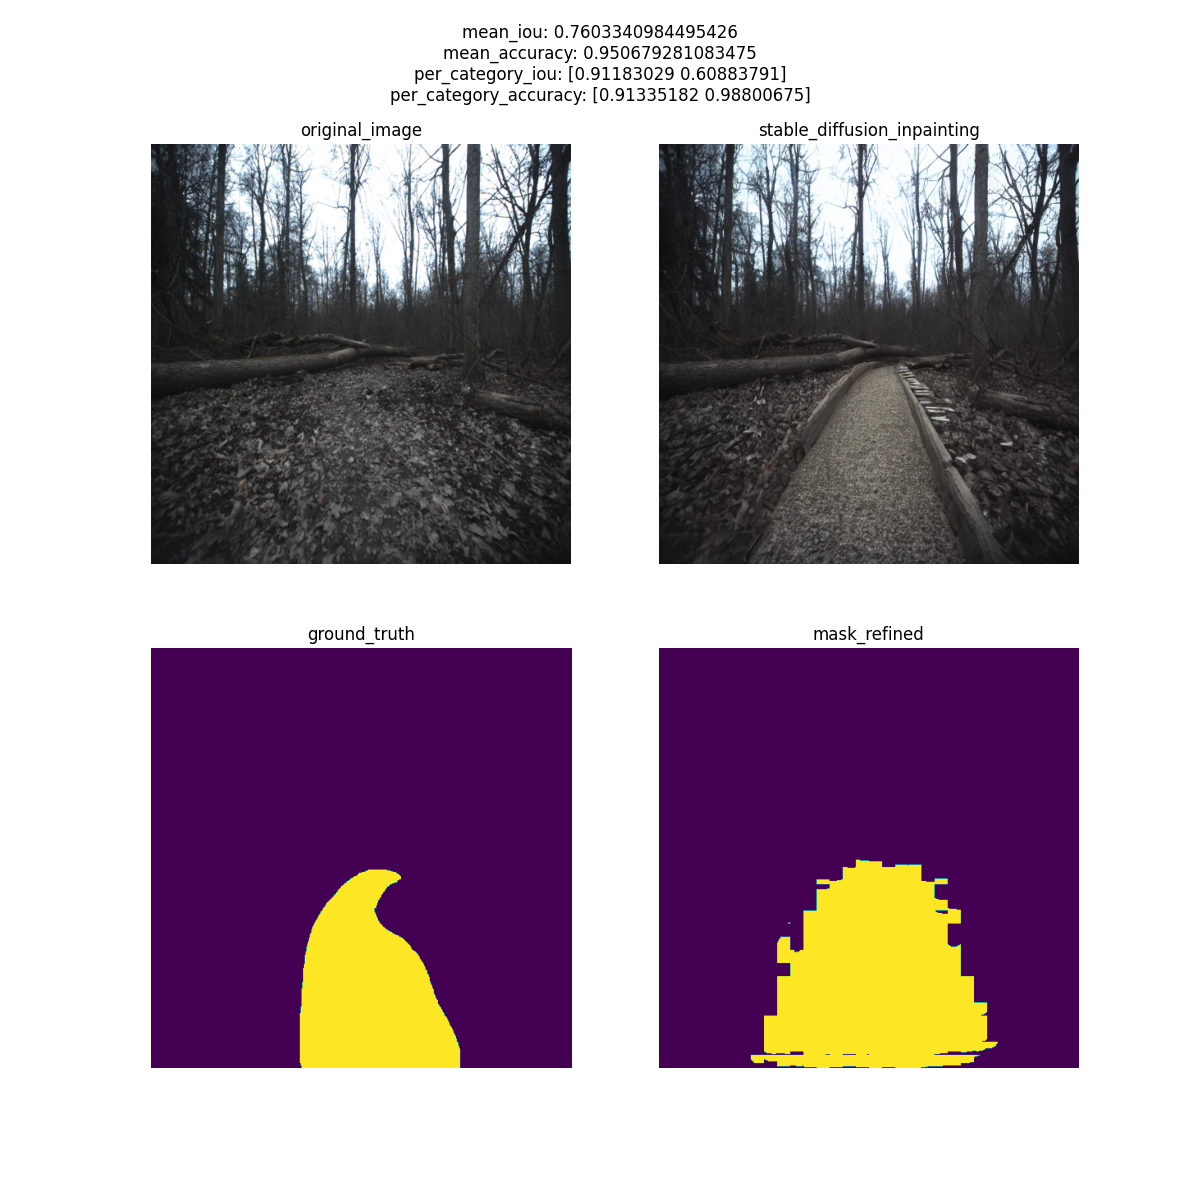 mean_iou: 0.7603340984495426
mean_accuracy: 0.950679281083475
per_category_iou: [0.91183029 0.60883791]
per_category_accuracy: [0.91335182 0.98800675]
original_image
stable_diffusion_inpainting
ground_truth
mask_refined